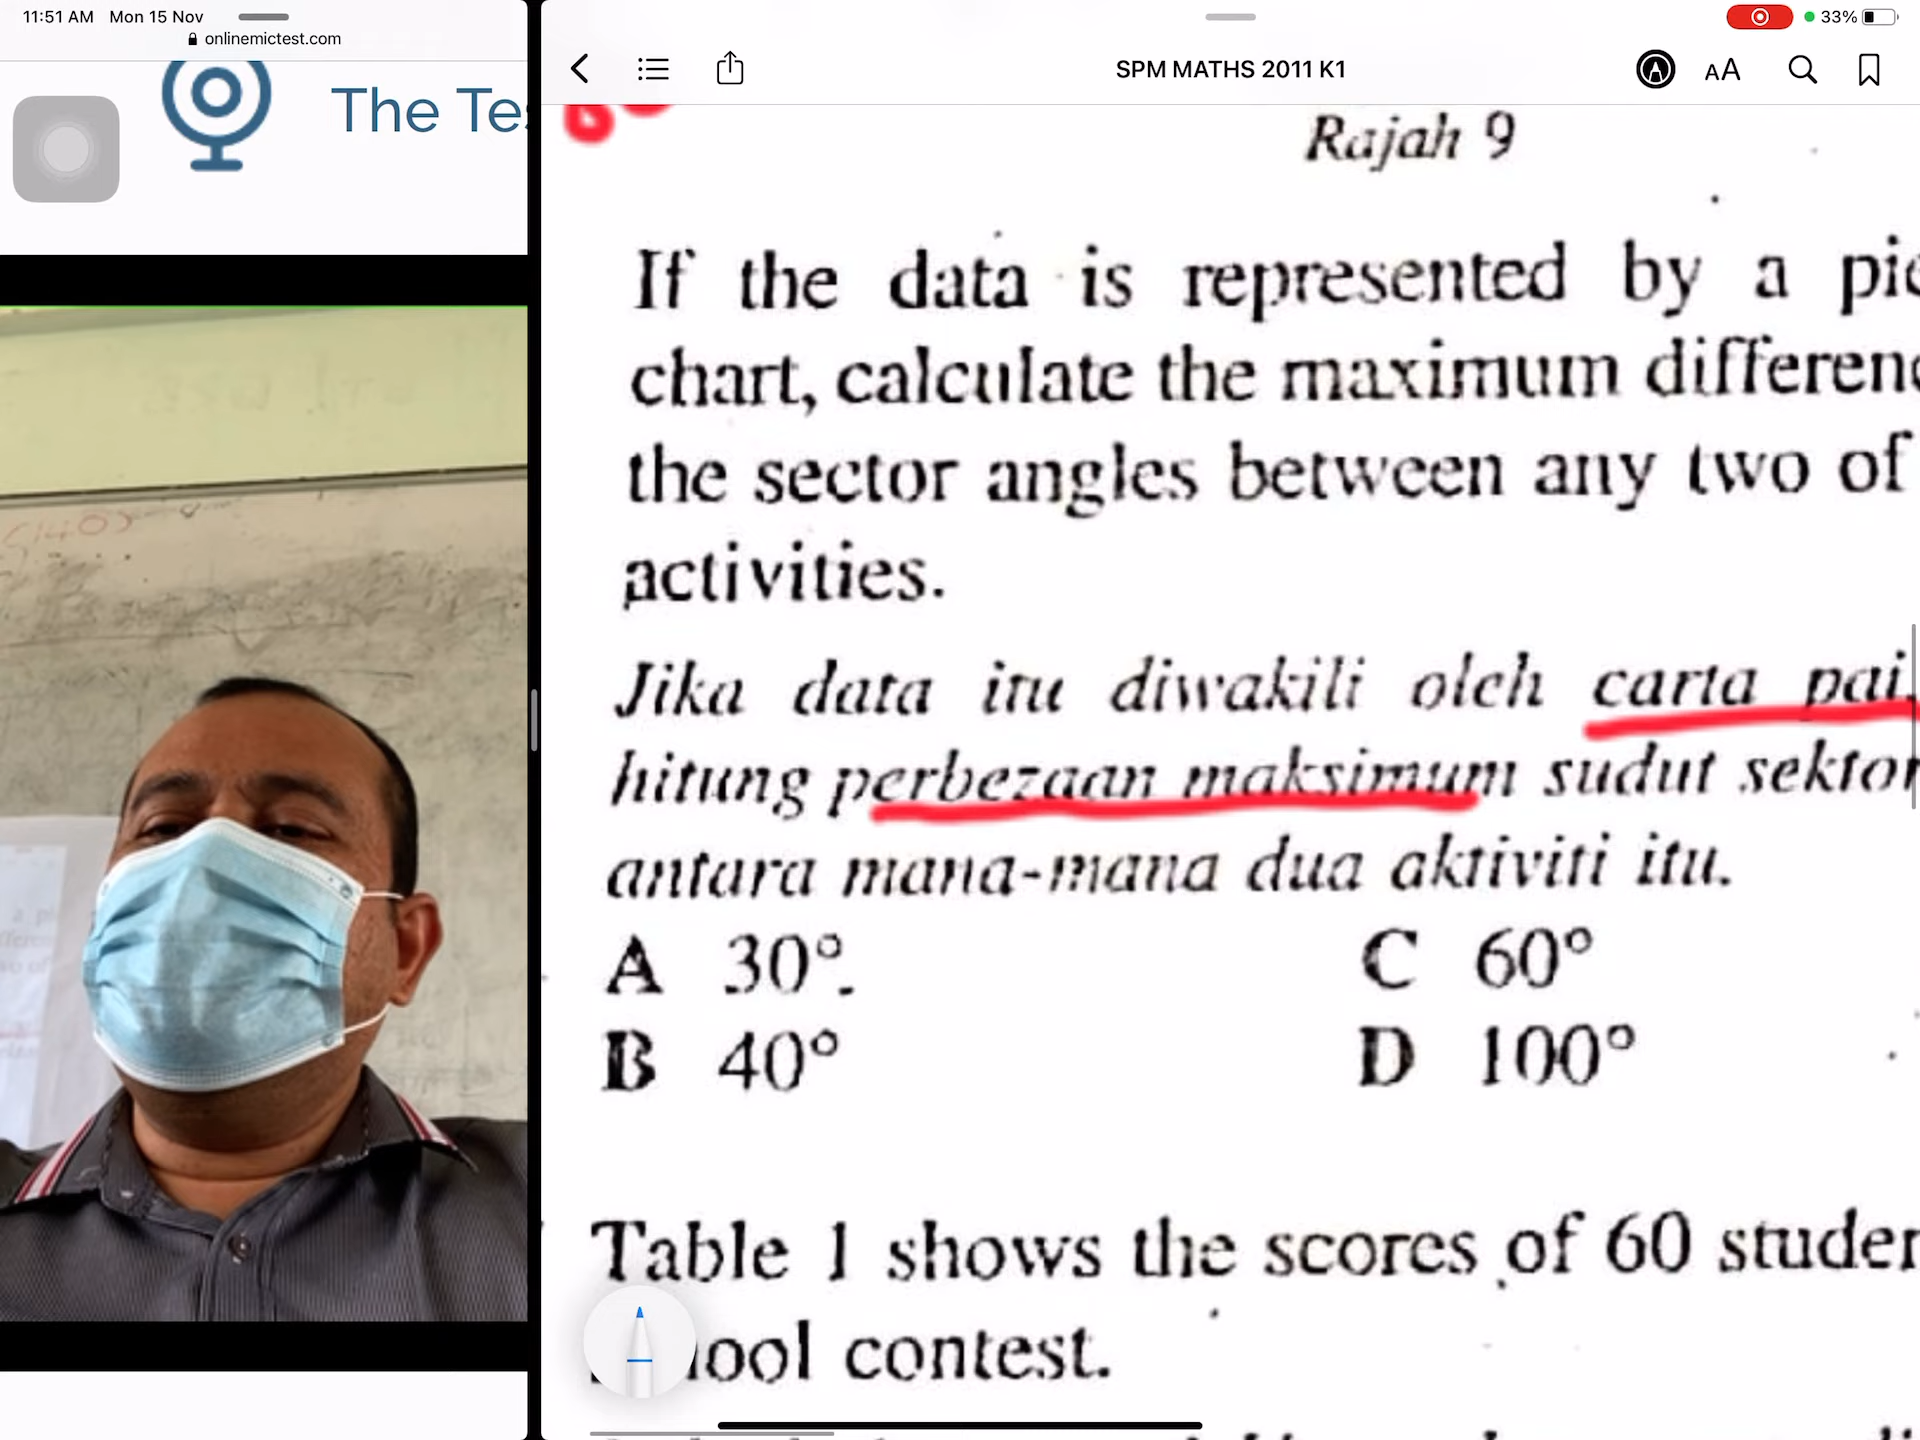 11:51 AM Mon 15 Nov
33%
onlinemictest.com
The Te
SPM MATHS 2011 K1
AA
Rajah 9
If the data is represented by a pie
chart, calculate the maximum differenc
the sector angles between any two of
activities.
Jika data itu diwakili oleh carta pai,
hitung perbezaan maksimum sudut sektor
antara mana-mana dua aktiviti itu.
A 30°
C 60°
B 40°
D 100°
Table 1 shows the scores of 60 studen
ool contest.